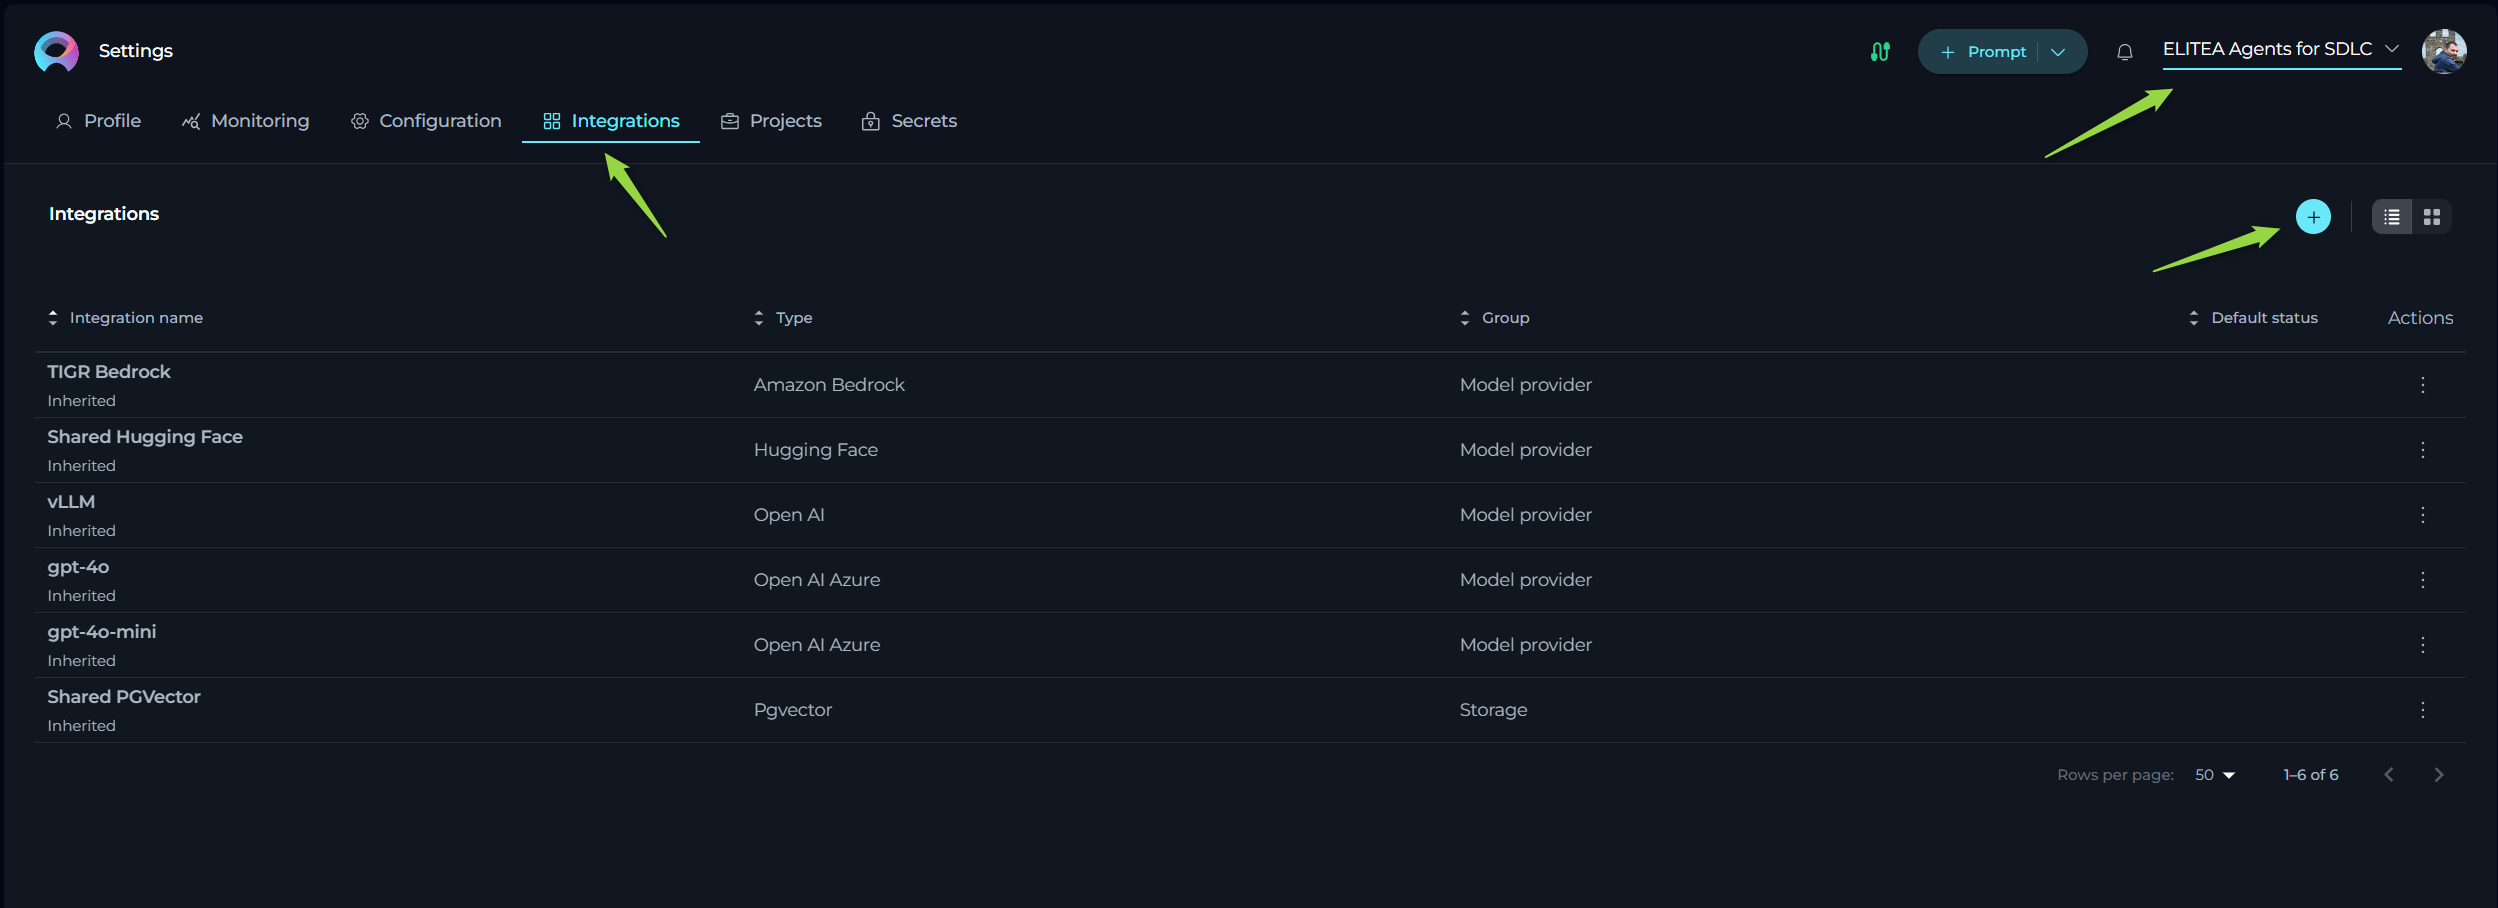 Settings
Prompt
ELITEA Agents for SDLC
Profile
Monitoring
Configuration
Integrations
Projects
Secrets
Integrations
Integration name
Type
Group
Default status
Actions
TIGR Bedrock
Inherited
Amazon Bedrock
Model provider
Shared Hugging Face
Inherited
Hugging Face
Model provider
vLLM
Inherited
Open AI
Model provider
gpt-4o
Inherited
Open AI Azure
Model provider
gpt-4o-mini
Inherited
Open AI Azure
Model provider
Shared PGVector
Inherited
Pgvector
Storage
Rows per page:
50
1–6 of 6